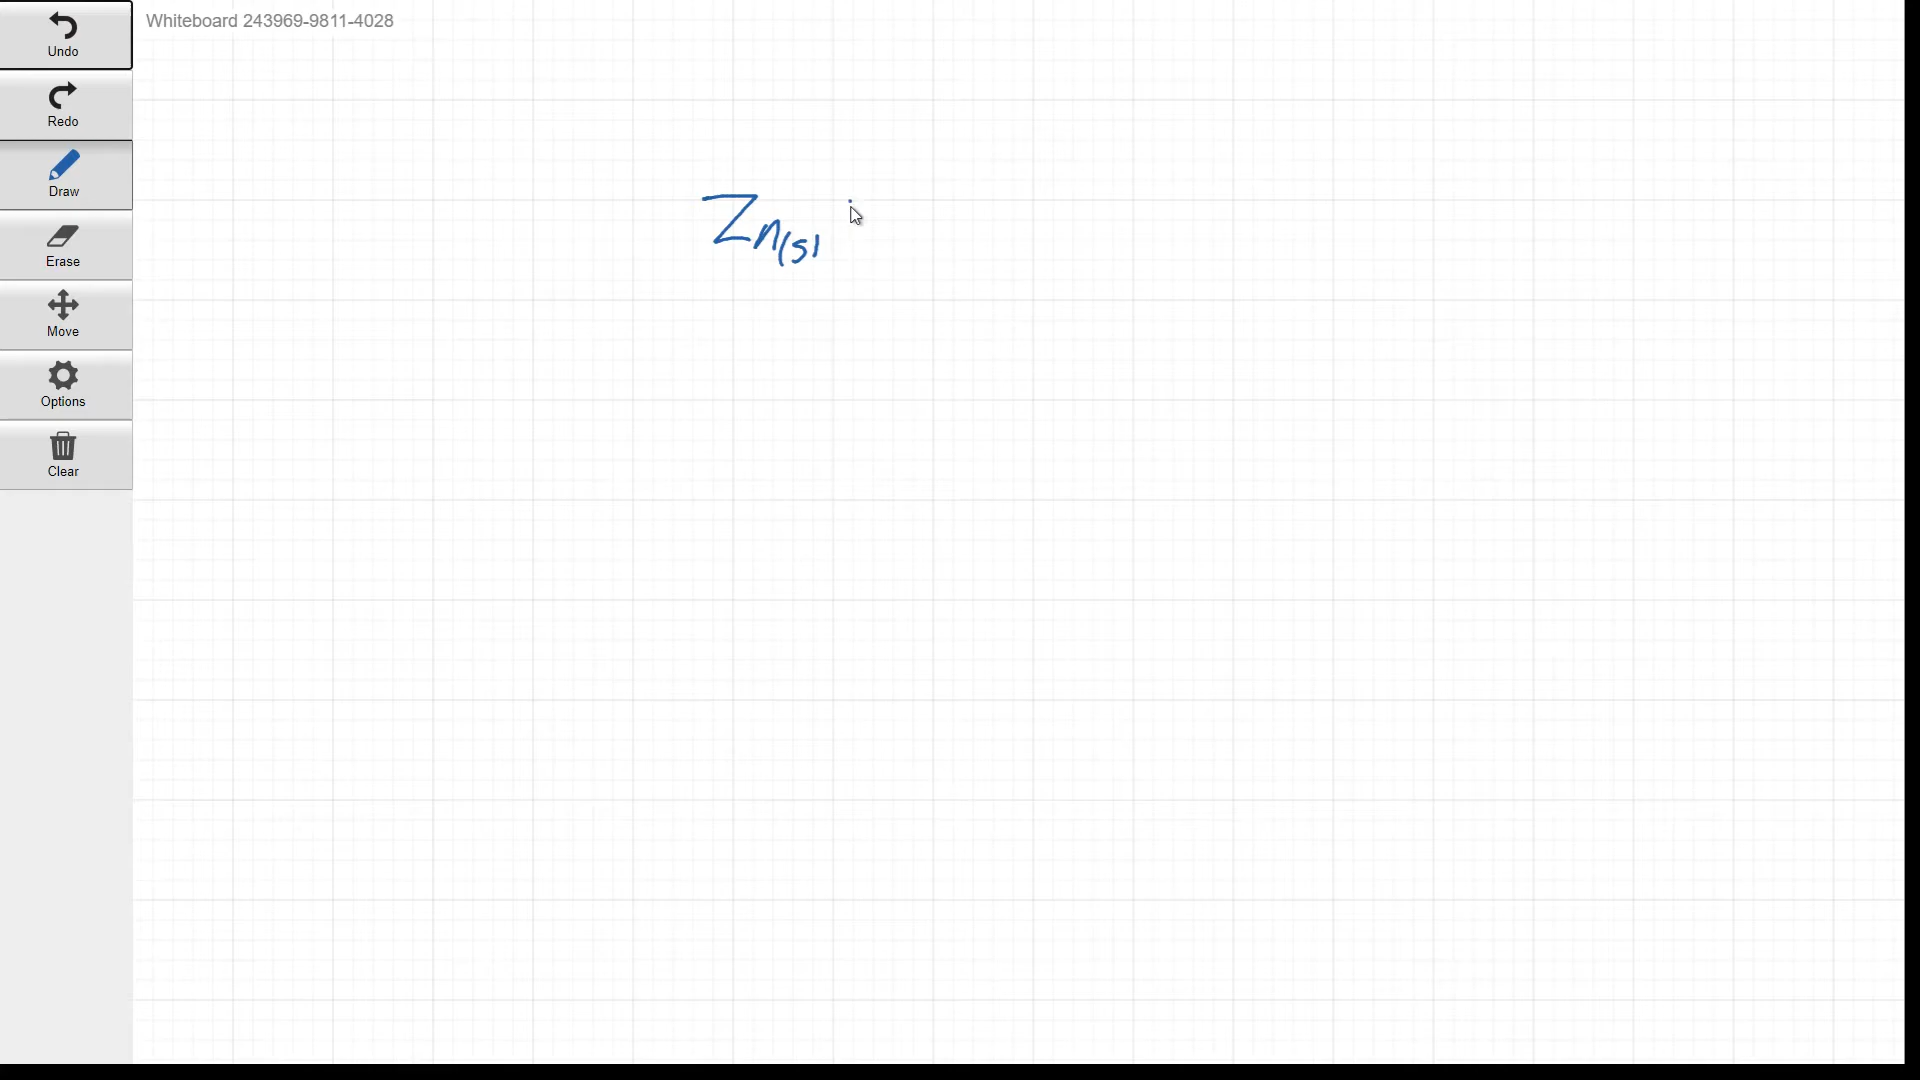 Whiteboard 243969-9811-4028
Undo
Redo
Draw
Erase
Move
Options
Clear
Zn(s)